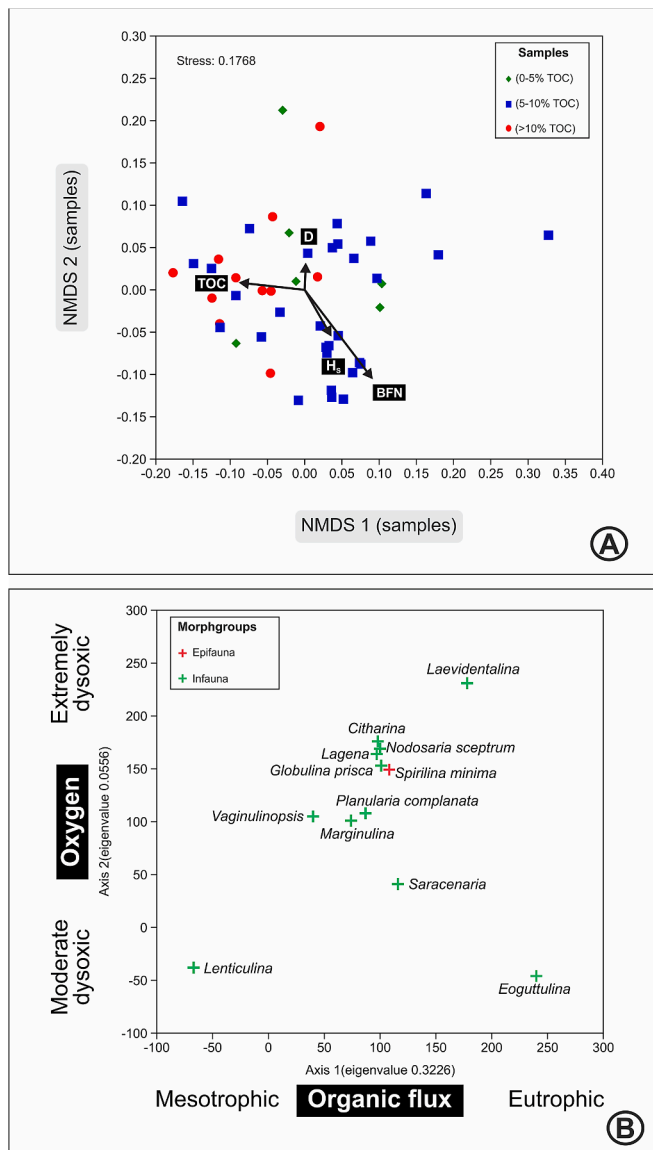 0.30
0.25
0.20
0.15
0.10
0.05
0.00
-0.05
-0.10
-0.15
-0.20
-0.20 -0.15 -0.10 -0.05 0.00 0.05 0.10 0.15 0.20 0.25 0.30 0.35 0.40
NMDS 2 (samples)
NMDS 1 (samples)
Stress: 0.1768
Samples
(0-5% TOC)
(5-10% TOC)
(>10% TOC)
D
TOC
Hs
BFN
A
300
250
200
150
100
50
0
-50
-100
-100 -50 0 50 100 150 200 250 300
Extremely
dysoxic
Oxygen
Axis 2(eigenvalue 0.0556)
Moderate
dysoxic
Morphgroups
Epifauna
Infauna
Laevidentalina
Citharina
Nodosaria sceptrum
Lagena
Globulina prisca
Spirilina minima
Planularia complanata
Vaginulinopsis
Marginulina
Saracenaria
Lenticulina
Eoguttulina
Axis 1(eigenvalue 0.3226)
Mesotrophic Organic flux Eutrophic
B